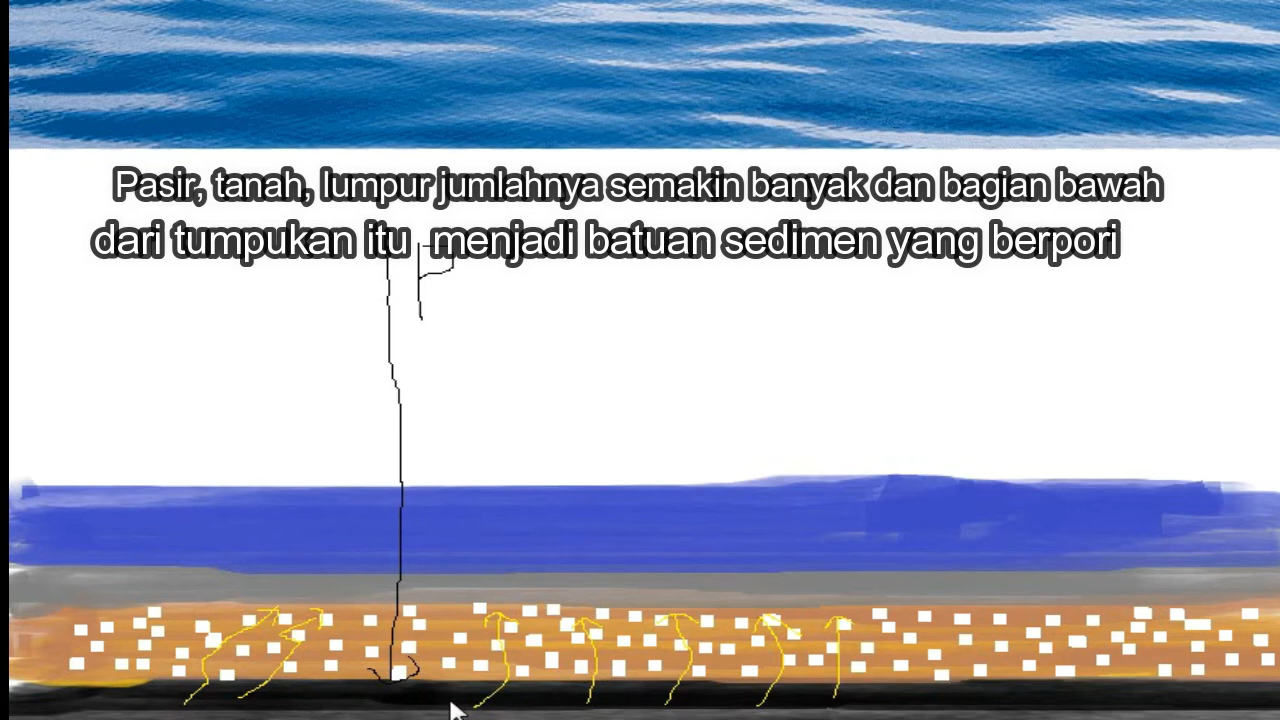 Pasir, tanah, lumpur jumlahnya semakin banyak dan bagian bawah
dari tumpukan itu menjadi batuan sedimen yang berpori
P